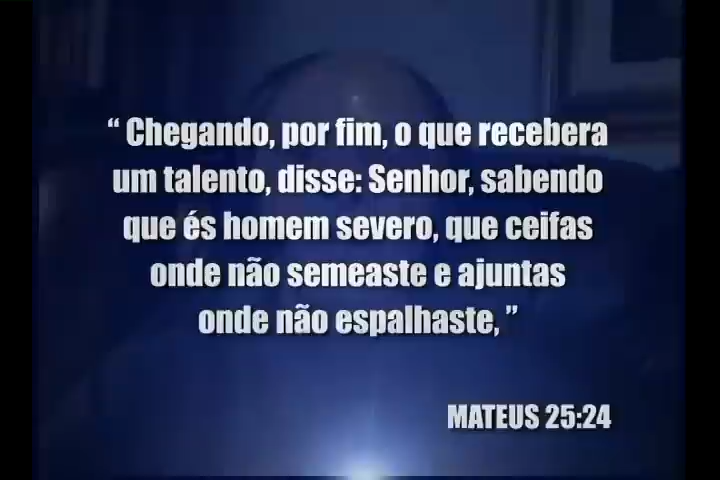 “ Chegando, por fim, o que recebera
um talento, disse: Senhor, sabendo
que és homem severo, que ceifas
onde não semeaste e ajuntas
onde não espalhaste, ”
MATEUS 25:24